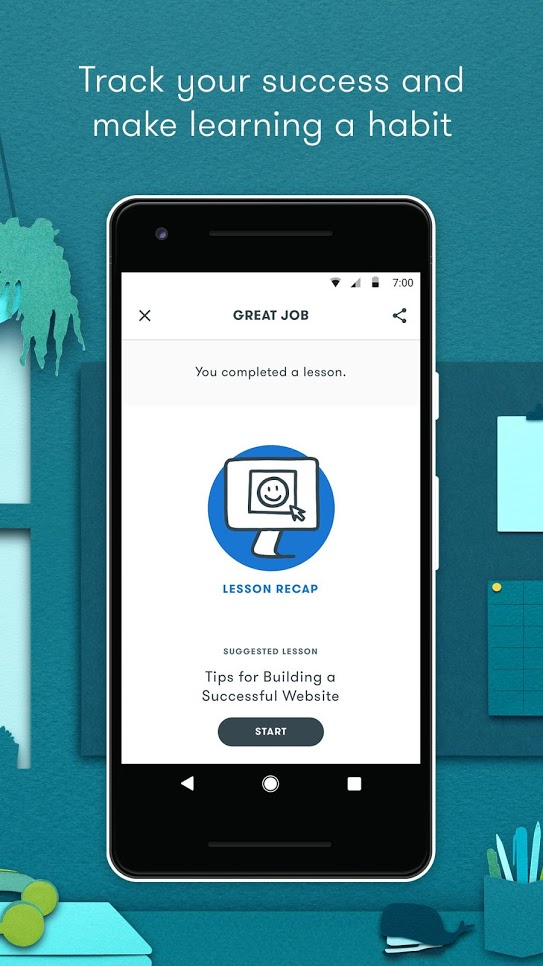 Track your success and
make learning a habit
7:00
GREAT JOB
You completed a lesson.
LESSON RECAP
SUGGESTED LESSON
Tips for Building a
Successful Website
START